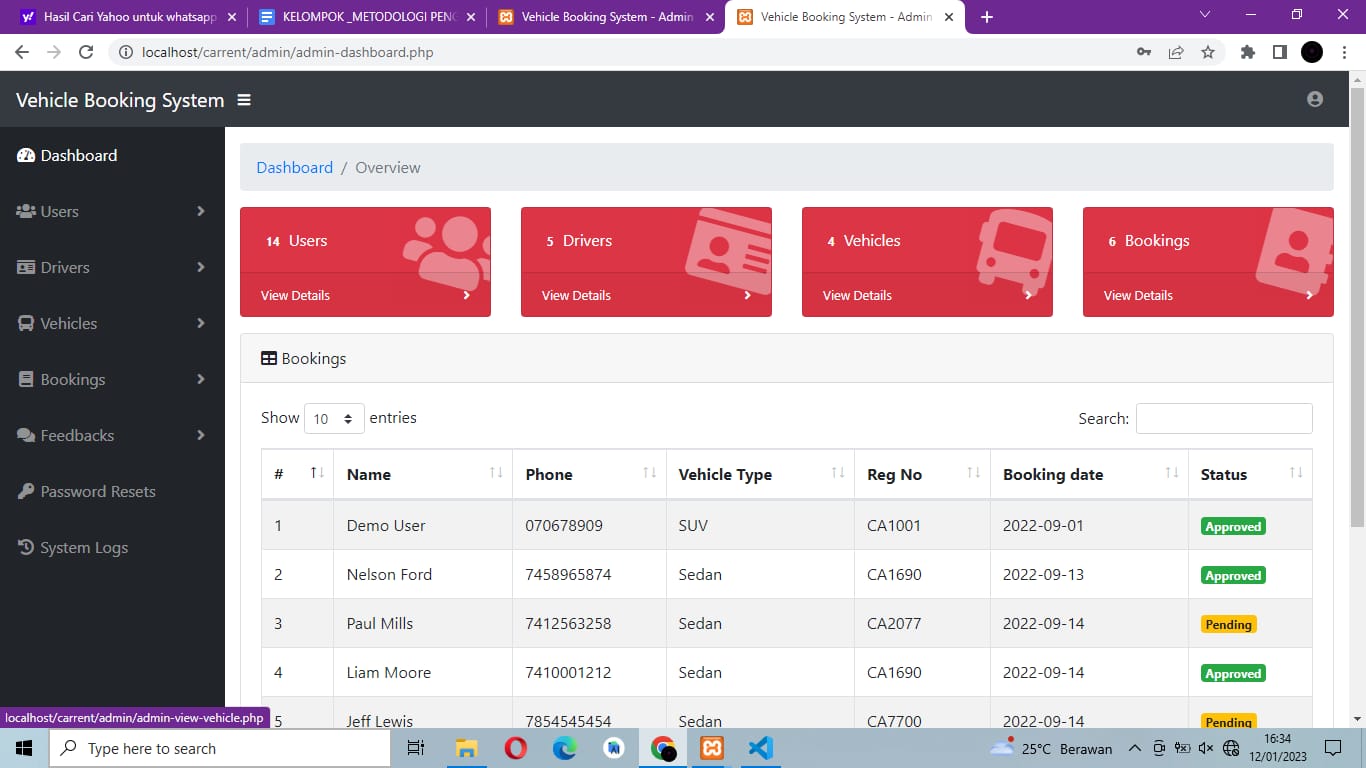 Hasil Cari Yahoo untuk whatsapp
KELOMPOK _METODOLOGI PENG
Vehicle Booking System - Admin
Vehicle Booking System - Admin
localhost/carrent/admin/admin-dashboard.php
Vehicle Booking System
Dashboard
Users
Drivers
Vehicles
Bookings
Feedbacks
Password Resets
System Logs
Dashboard / Overview
14 Users
View Details
5 Drivers
View Details
4 Vehicles
View Details
6 Bookings
View Details
Bookings
Show 10 entries
Search:
# Name Phone Vehicle Type Reg No Booking date Status
1 Demo User 070678909 SUV CA1001 2022-09-01 Approved
2 Nelson Ford 7458965874 Sedan CA1690 2022-09-13 Approved
3 Paul Mills 7412563258 Sedan CA2077 2022-09-14 Pending
4 Liam Moore 7410001212 Sedan CA1690 2022-09-14 Approved
5 Jeff Lewis 7854545454 Sedan CA7700 2022-09-14 Pending
localhost/carrent/admin/admin-view-vehicle.php
Type here to search
25°C Berawan
16:34
12/01/2023